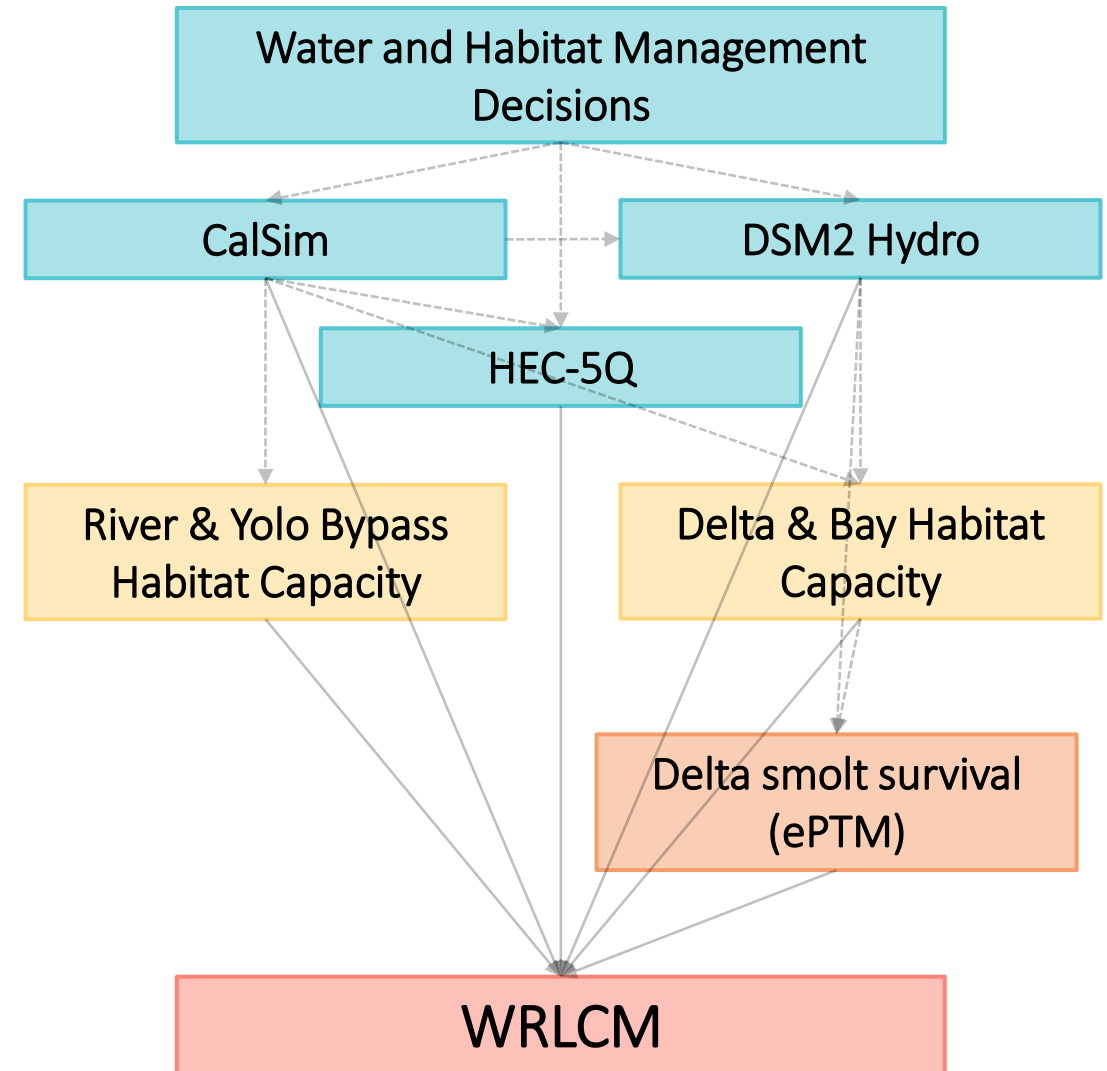 Water and Habitat Management
Decisions
CalSim
DSM2 Hydro
HEC-5Q
River & Yolo Bypass
Habitat Capacity
Delta & Bay Habitat
Capacity
Delta smolt survival
(ePTM)
WRLCM